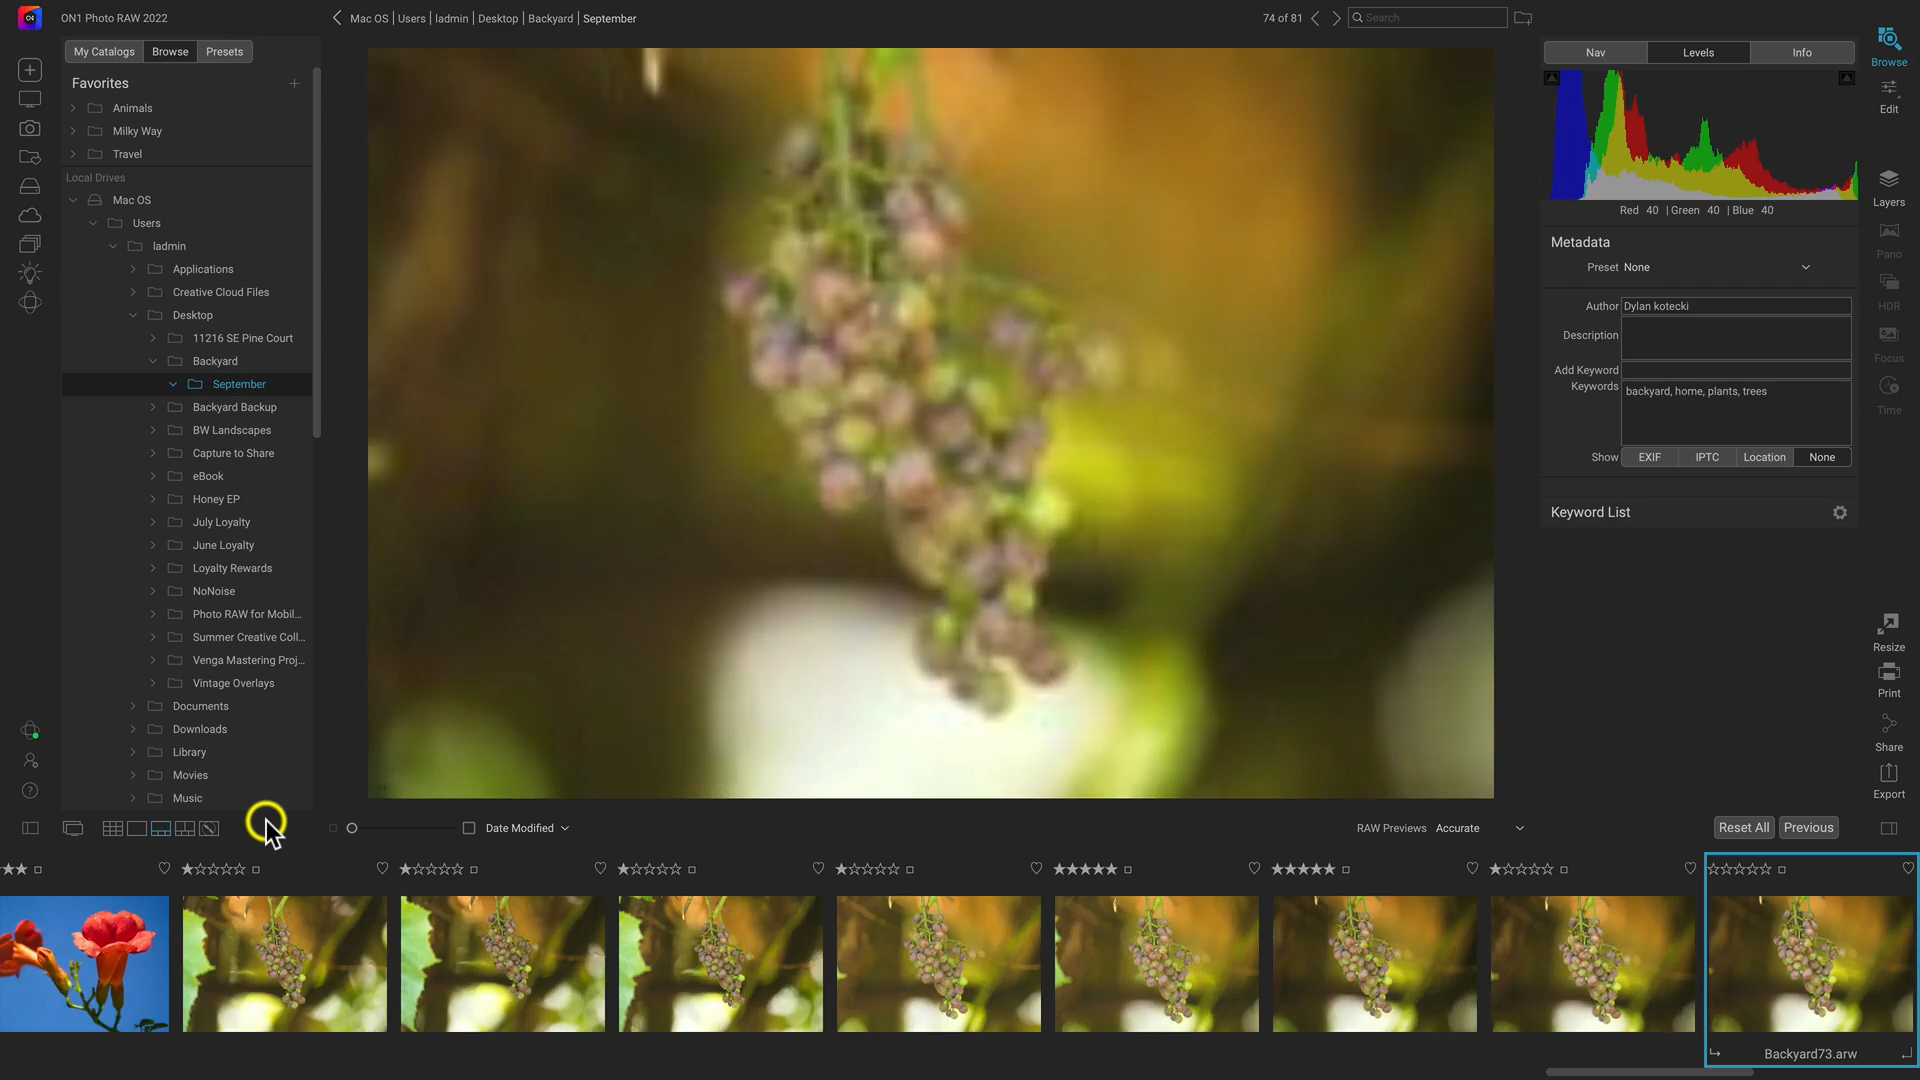 ON1 Photo RAW 2022
Mac OS | Users | ladmin | Desktop | Backyard | September
74 of 81
Search
My Catalogs
Browse
Presets
Favorites
Animals
Milky Way
Travel
Local Drives
Mac OS
Users
ladmin
Applications
Creative Cloud Files
Desktop
11216 SE Pine Court
Backyard
September
Backyard Backup
BW Landscapes
Capture to Share
eBook
Honey EP
July Loyalty
June Loyalty
Loyalty Rewards
NoNoise
Photo RAW for Mobil...
Summer Creative Coll...
Venga Mastering Proj...
Vintage Overlays
Documents
Downloads
Library
Movies
Music
Date Modified
RAW Previews Accurate
Reset All
Previous
Nav
Levels
Info
Red 40 | Green 40 | Blue 40
Metadata
Preset None
Author Dylan kotecki
Description
Add Keyword
Keywords backyard, home, plants, trees
Show EXIF IPTC Location None
Keyword List
Browse
Edit
Layers
Pano
HDR
Focus
Time
Resize
Print
Share
Export
Backyard73.arw